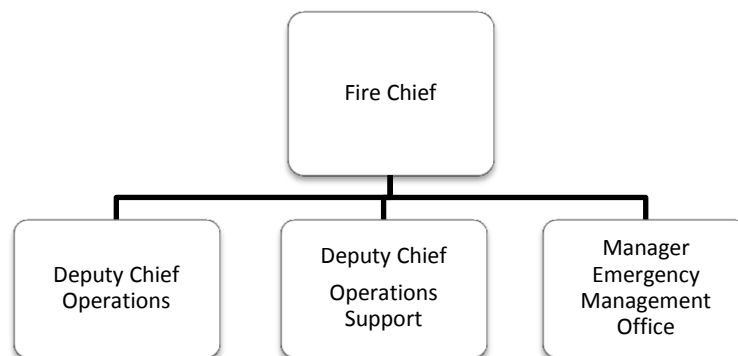 Fire Chief
Deputy Chief
Operations
Deputy Chief
Operations
Support
Manager
Emergency
Management
Office